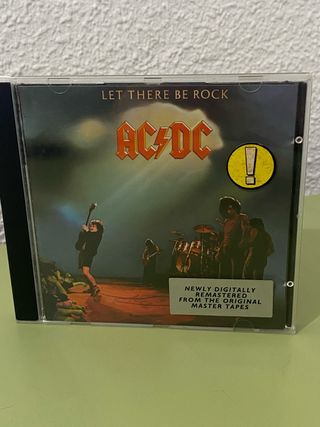 LET THERE BE ROCK
AC⚡DC
!
NEWLY DIGITALLY
REMASTERED
FROM THE ORIGINAL
MASTER TAPES